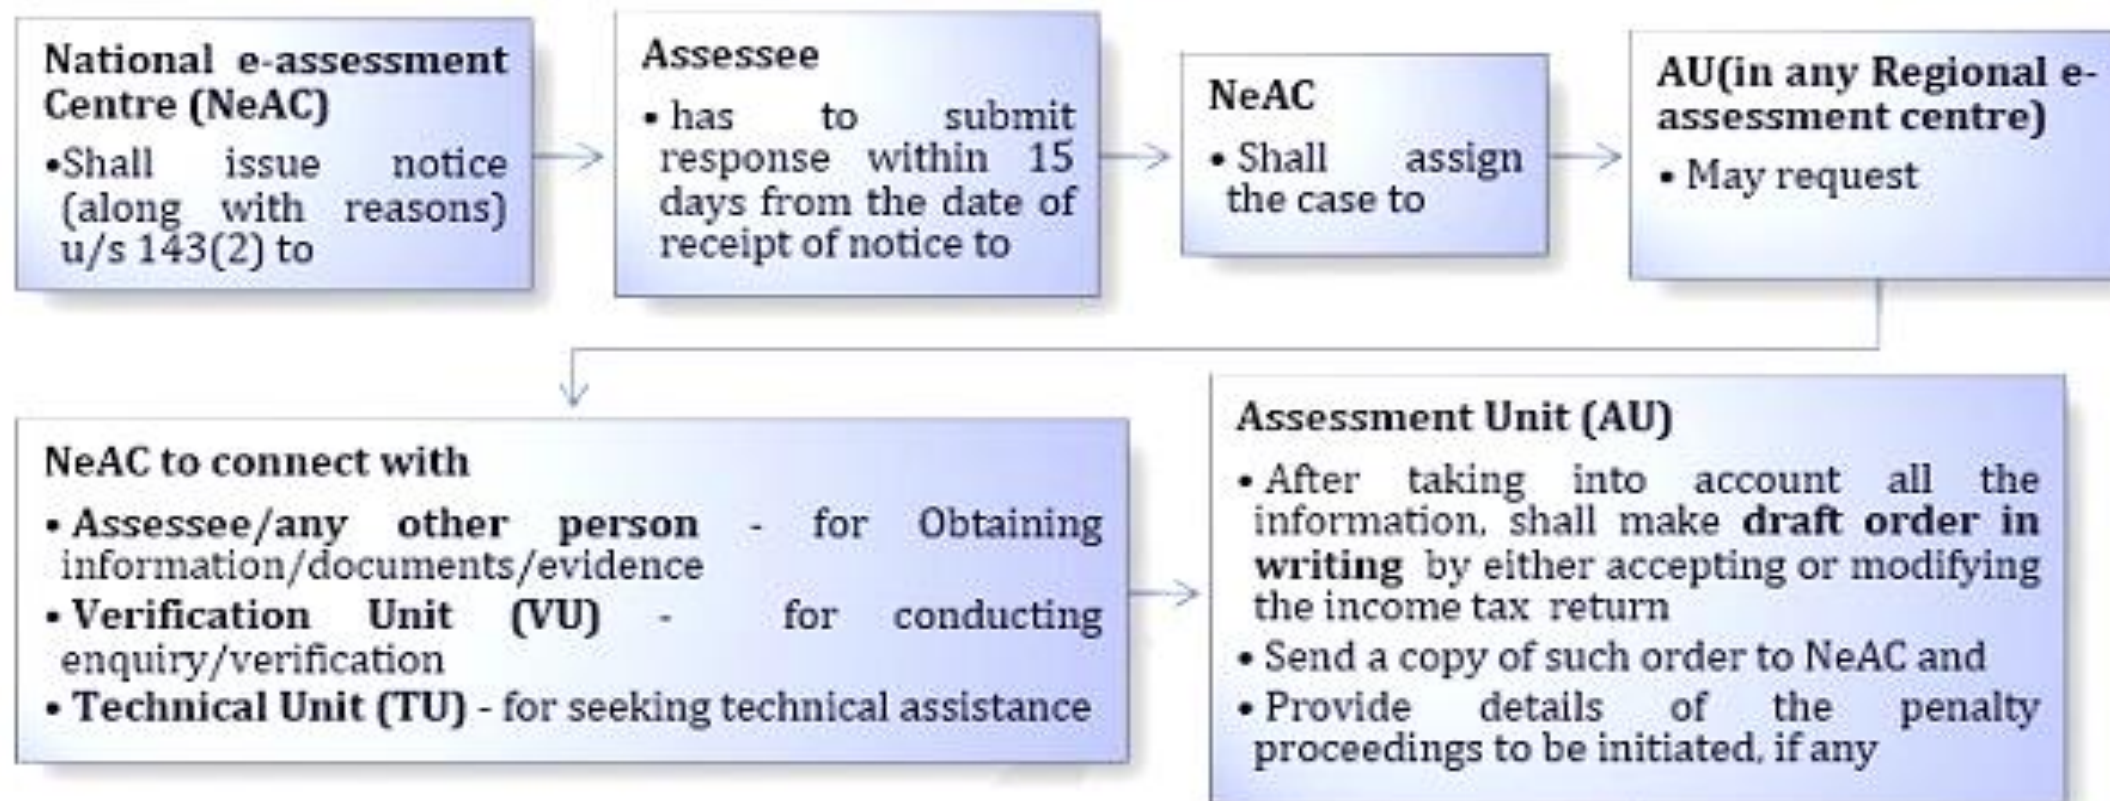 National e-assessment
Centre (NeAC)
•Shall issue notice
(along with reasons)
u/s 143(2) to
Assessee
• has to submit
response within 15
days from the date of
receipt of notice to
NeAC
• Shall assign
the case to
AU(in any Regional e-
assessment centre)
• May request
NeAC to connect with
• Assessee/any other person - for Obtaining
information/documents/evidence
• Verification Unit (VU) - for conducting
enquiry/verification
• Technical Unit (TU) - for seeking technical assistance
Assessment Unit (AU)
• After taking into account all the
information, shall make draft order in
writing by either accepting or modifying
the income tax return
• Send a copy of such order to NeAC and
• Provide details of the penalty
proceedings to be initiated, if any